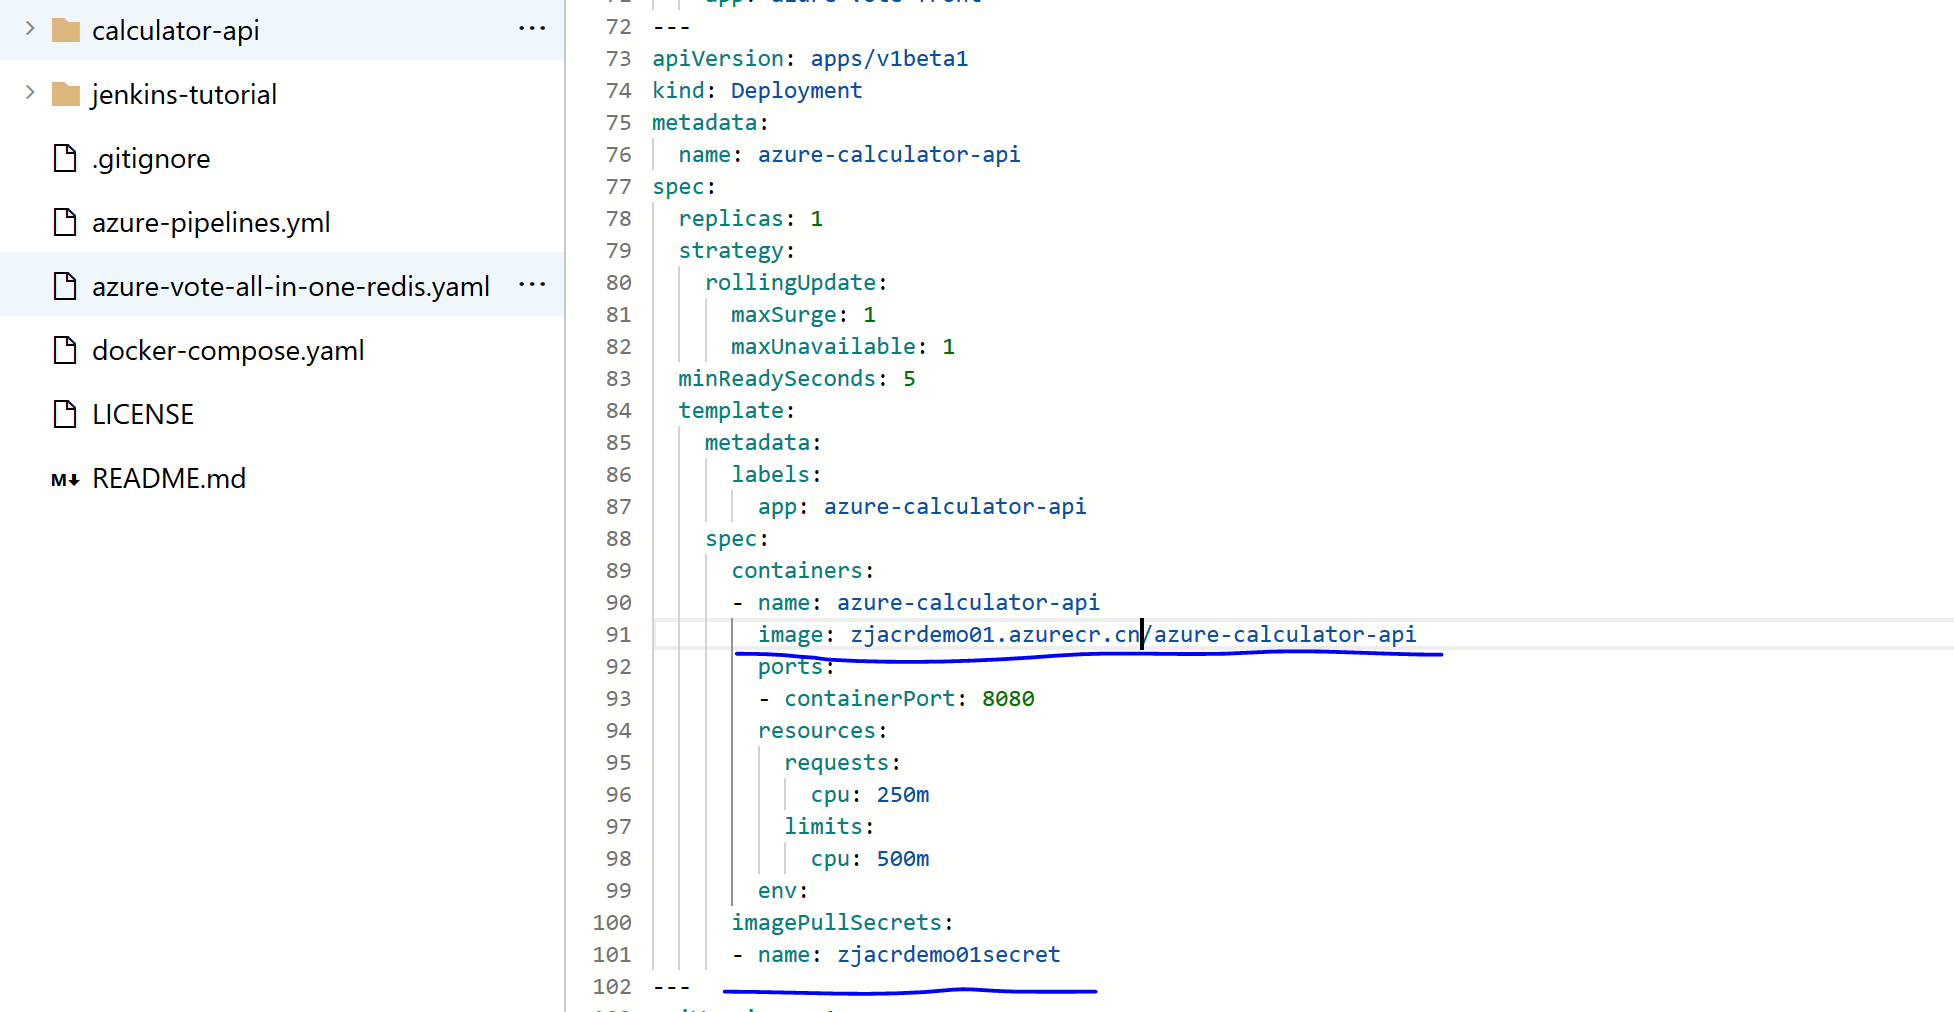 calculator-api ...
jenkins-tutorial
.gitignore
azure-pipelines.yml
azure-vote-all-in-one-redis.yaml ...
docker-compose.yaml
LICENSE
M↓ README.md
72 ---
73 apiVersion: apps/v1beta1
74 kind: Deployment
75 metadata:
76   name: azure-calculator-api
77 spec:
78   replicas: 1
79   strategy:
80     rollingUpdate:
81       maxSurge: 1
82       maxUnavailable: 1
83   minReadySeconds: 5
84   template:
85     metadata:
86       labels:
87         app: azure-calculator-api
88     spec:
89       containers:
90       - name: azure-calculator-api
91         image: zjacrdemo01.azurecr.cn/azure-calculator-api
92         ports:
93         - containerPort: 8080
94         resources:
95           requests:
96             cpu: 250m
97           limits:
98             cpu: 500m
99         env:
100       imagePullSecrets:
101       - name: zjacrdemo01secret
102 ---